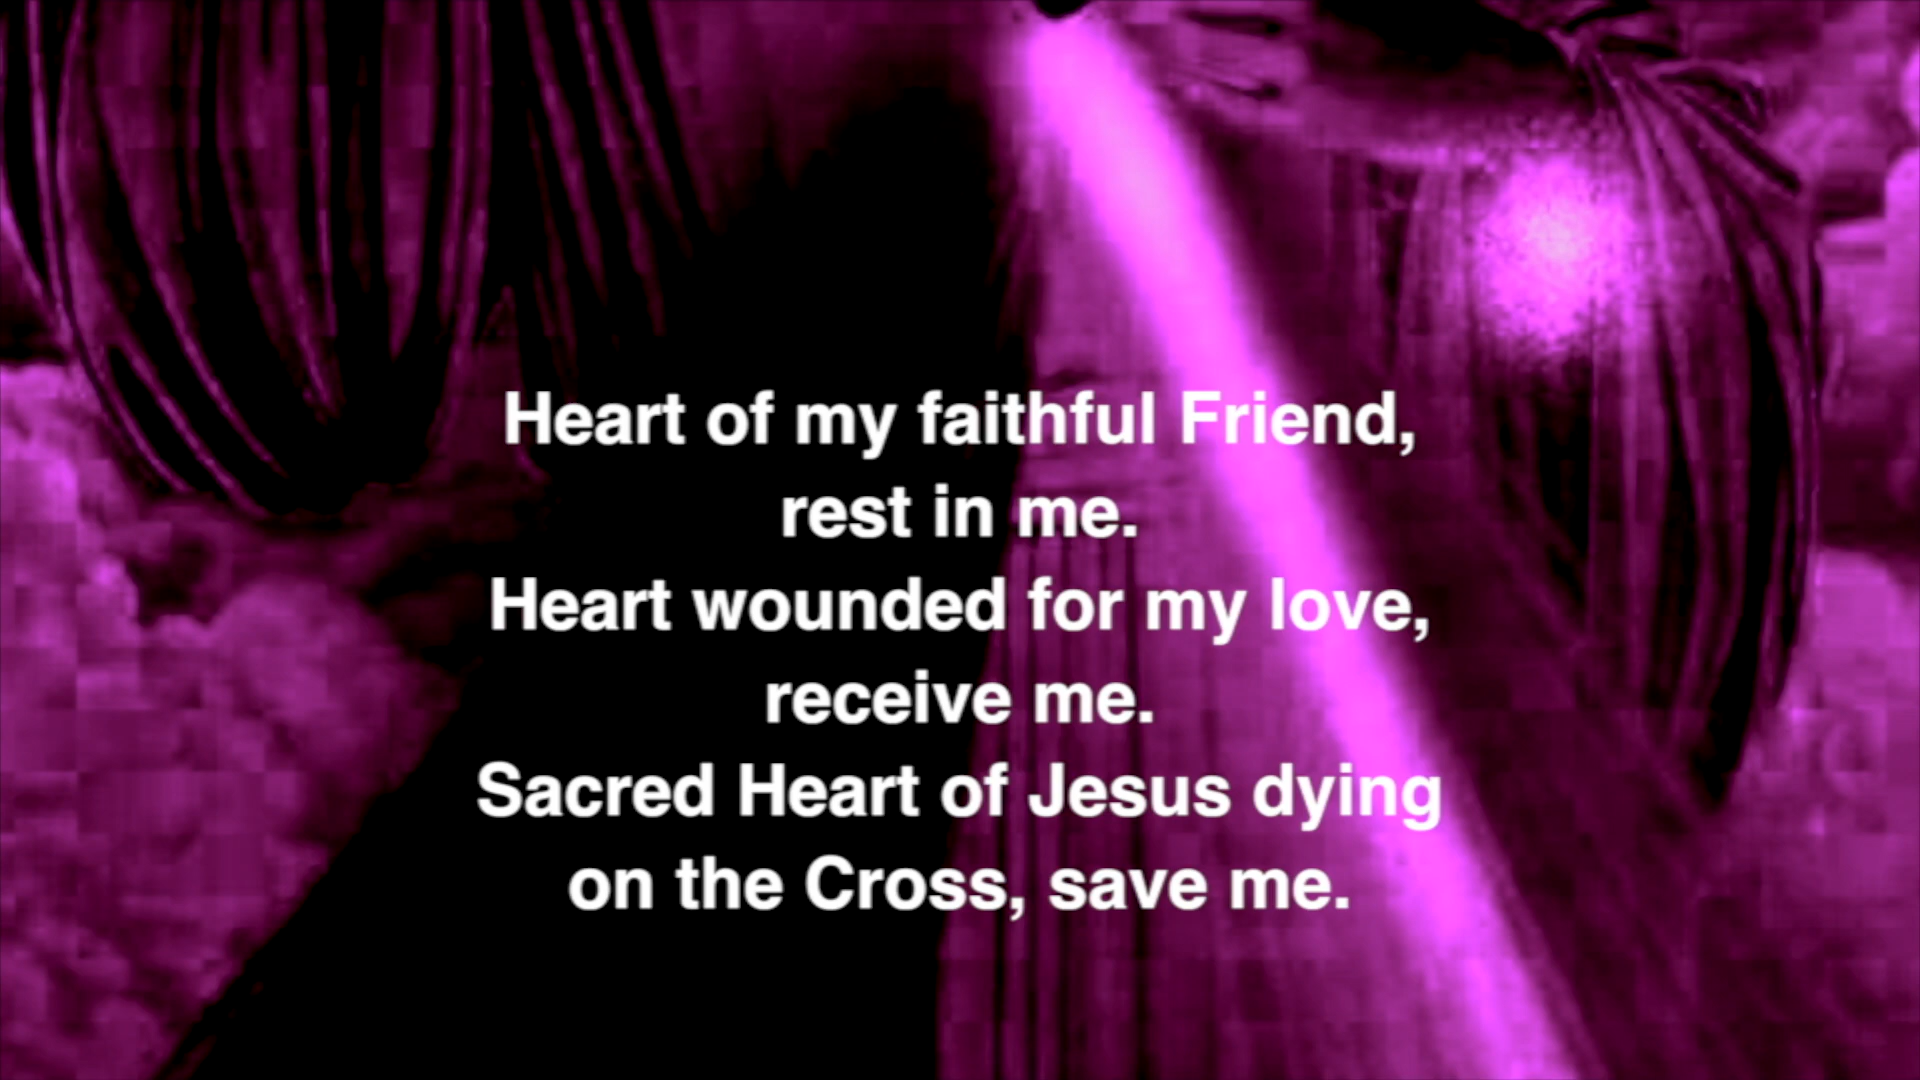 Heart of my faithful Friend,
rest in me.
Heart wounded for my love,
receive me.
Sacred Heart of Jesus dying
on the Cross, save me.